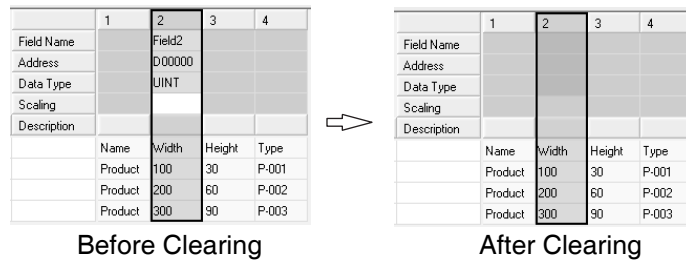 1 2 3 4
Field Name Field2
Address D00000
Data Type UINT
Scaling
Description
Name Width Height Type
Product 100 30 P-001
Product 200 60 P-002
Product 300 90 P-003
Before Clearing
1 2 3 4
Field Name
Address
Data Type
Scaling
Description
Name Width Height Type
Product 100 30 P-001
Product 200 60 P-002
Product 300 90 P-003
After Clearing